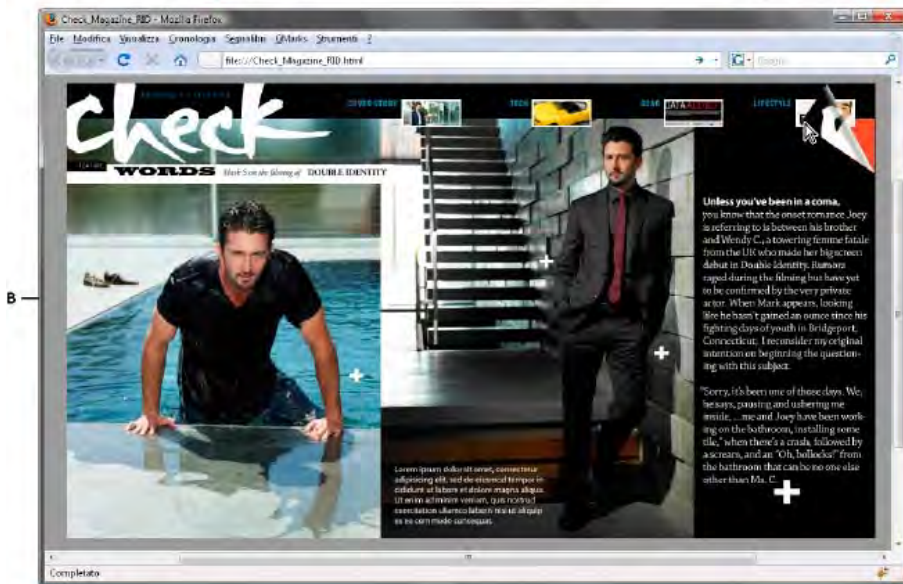 Check_Magazine_RID - Mozilla Firefox
File Modifica Visualizza Cronologia Segnalibri GMarks Strumenti ?
file:///Check_Magazine_RID.html
COVER STORY TECH GEAR LIFESTYLE
check
WORDS Mark S on the filming of DOUBLE IDENTITY
B
Unless you've been in a coma,
you know that the onset romance Joey
is referring to is between his brother
and Wendy C., a towering femme fatale
from the UK who made her big screen
debut in Double Identity. Rumors
raged during the filming but have yet
to be confirmed by the very private
actor. When Mark appears, looking
like he hasn't gained an ounce since his
fighting days of youth in Bridgeport,
Connecticut, I reconsider my original
intention on beginning the question-
ing with this subject.
"Sorry, it's been one of those days. We,
he says, pausing and ushering me
inside, ...me and Joey have been work-
ing on the bathroom, installing some
tile," when there's a crash, followed by
a scream, and an "Oh, bollocks!" from
the bathroom that can be no one else
other than Ms. C.
Lorem ipsum dolor sit amet, consectetur
adipisicing elit, sed do eiusmod tempor in
cididunt ut labore et dolore magna aliqua.
Ut enim ad minim veniam, quis nostrud
exercitation ullamco laboris nisi ut aliquip
ex ea commodo consequat.
Completato